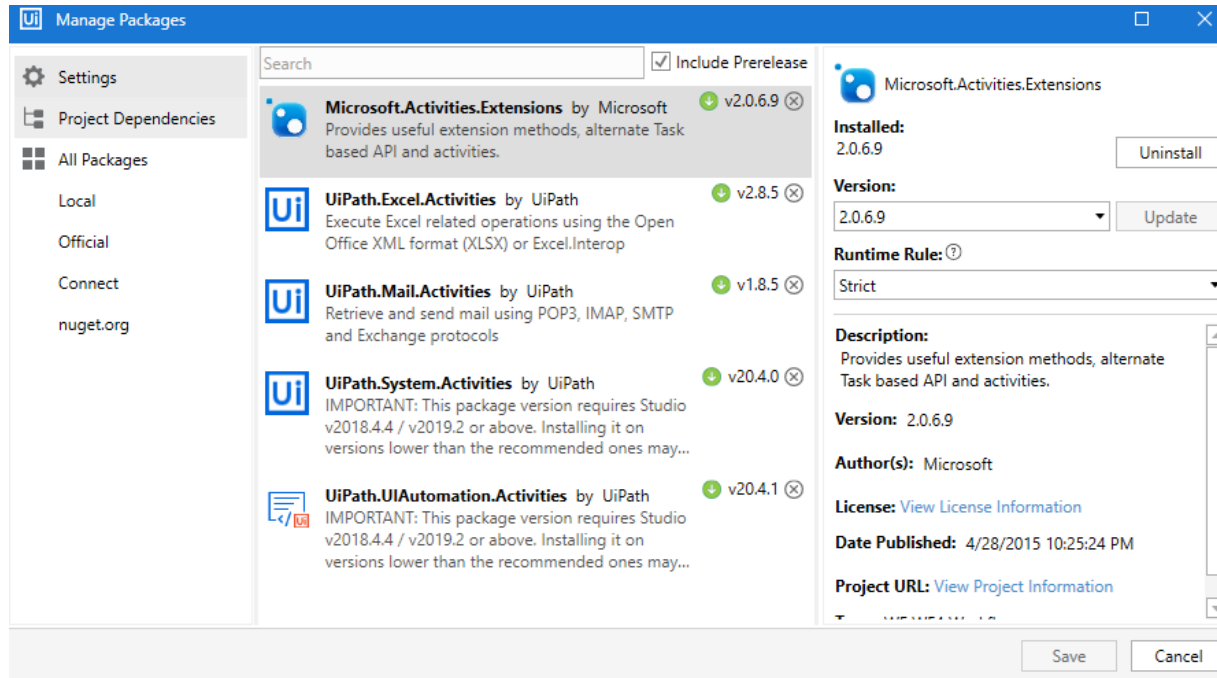 Ui Manage Packages
Settings
Project Dependencies
All Packages
Local
Official
Connect
nuget.org
Search
Include Prerelease
Microsoft.Activities.Extensions by Microsoft
v2.0.6.9
Provides useful extension methods, alternate Task
based API and activities.
Ui
UiPath.Excel.Activities by UiPath
v2.8.5
Execute Excel related operations using the Open
Office XML format (XLSX) or Excel.Interop
Ui
UiPath.Mail.Activities by UiPath
v1.8.5
Retrieve and send mail using POP3, IMAP, SMTP
and Exchange protocols
Ui
UiPath.System.Activities by UiPath
v20.4.0
IMPORTANT: This package version requires Studio
v2018.4.4 / v2019.2 or above. Installing it on
versions lower than the recommended ones may...
Ui
UiPath.UIAutomation.Activities by UiPath
v20.4.1
IMPORTANT: This package version requires Studio
v2018.4.4 / v2019.2 or above. Installing it on
versions lower than the recommended ones may...
Microsoft.Activities.Extensions
Installed:
2.0.6.9
Uninstall
Version:
2.0.6.9
Update
Runtime Rule: ?
Strict
Description:
Provides useful extension methods, alternate
Task based API and activities.
Version: 2.0.6.9
Author(s): Microsoft
License: View License Information
Date Published: 4/28/2015 10:25:24 PM
Project URL: View Project Information
Save
Cancel